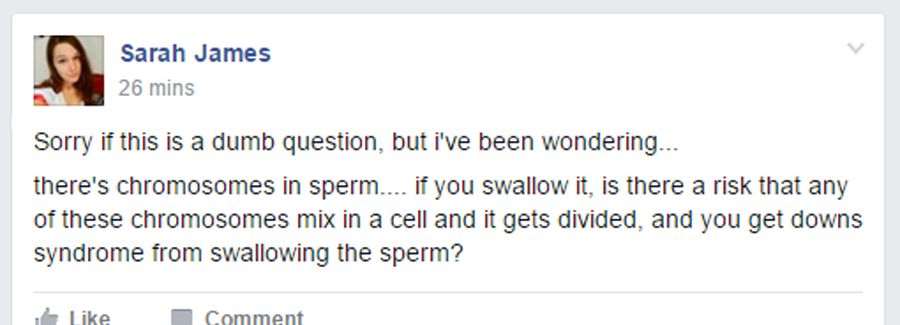 Sarah James
26 mins
Sorry if this is a dumb question, but i've been wondering...
there's chromosomes in sperm.... if you swallow it, is there a risk that any
of these chromosomes mix in a cell and it gets divided, and you get downs
syndrome from swallowing the sperm?
Like Comment